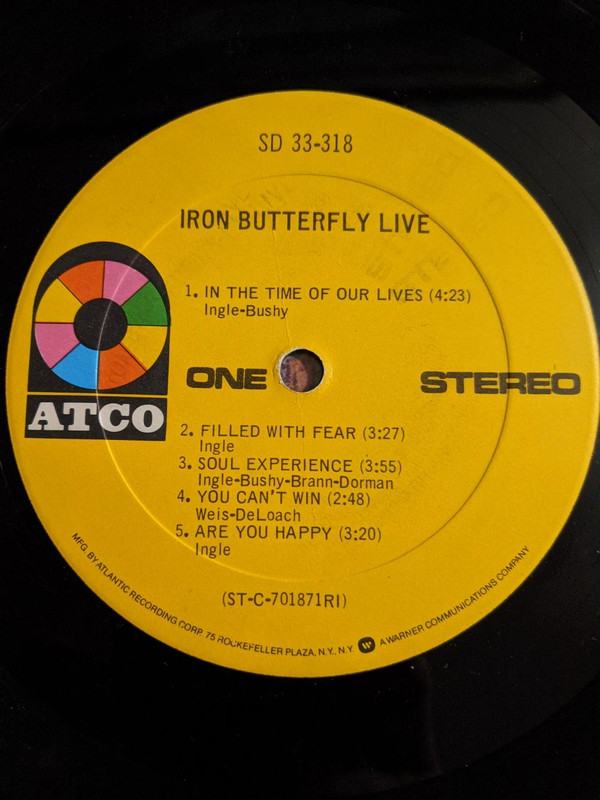 SD 33-318
IRON BUTTERFLY LIVE
1. IN THE TIME OF OUR LIVES (4:23)
Ingle-Bushy
ONE
STEREO
ATCO
2. FILLED WITH FEAR (3:27)
Ingle
3. SOUL EXPERIENCE (3:55)
Ingle-Bushy-Brann-Dorman
4. YOU CAN'T WIN (2:48)
Weis-DeLoach
5. ARE YOU HAPPY (3:20)
Ingle
(ST-C-701871RI)
MFG. BY ATLANTIC RECORDING CORP. 75 ROCKEFELLER PLAZA, N.Y., N.Y. W A WARNER COMMUNICATIONS COMPANY